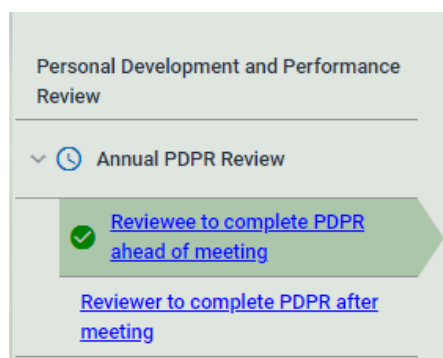 Personal Development and Performance
Review
Annual PDPR Review
Reviewee to complete PDPR
ahead of meeting
Reviewer to complete PDPR after
meeting